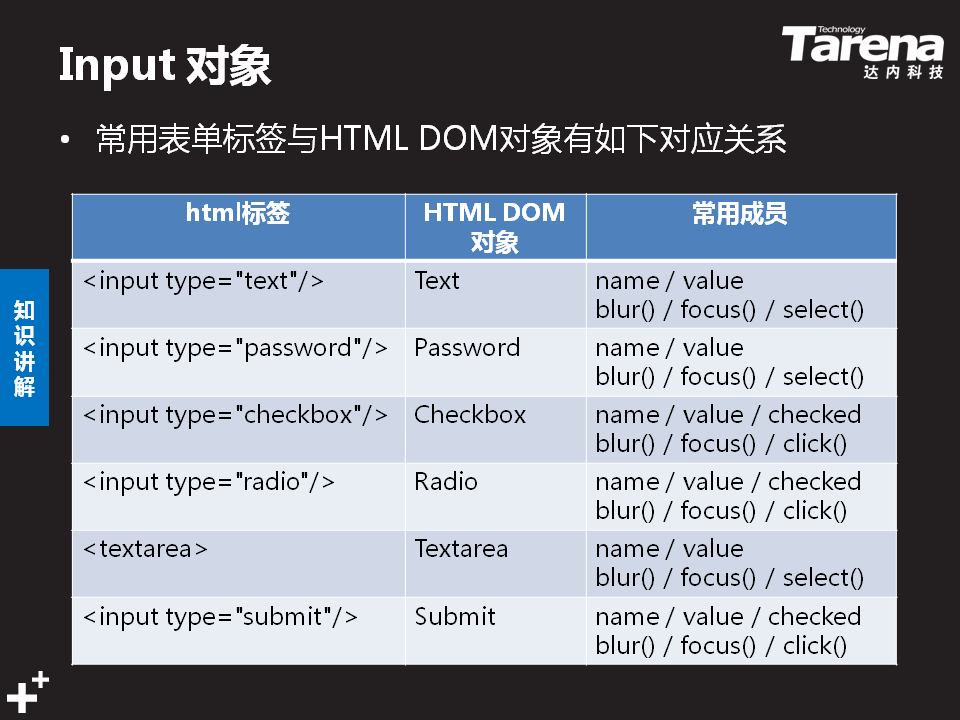 Technology
Tarena
达内科技
Input 对象
• 常用表单标签与HTML DOM对象有如下对应关系
html标签
HTML DOM
对象
常用成员
<input type="text"/>
Text
name / value
blur() / focus() / select()
<input type="password"/>
Password
name / value
blur() / focus() / select()
<input type="checkbox"/>
Checkbox
name / value / checked
blur() / focus() / click()
<input type="radio"/>
Radio
name / value / checked
blur() / focus() / click()
<textarea>
Textarea
name / value
blur() / focus() / select()
<input type="submit"/>
Submit
name / value / checked
blur() / focus() / click()
知识讲解